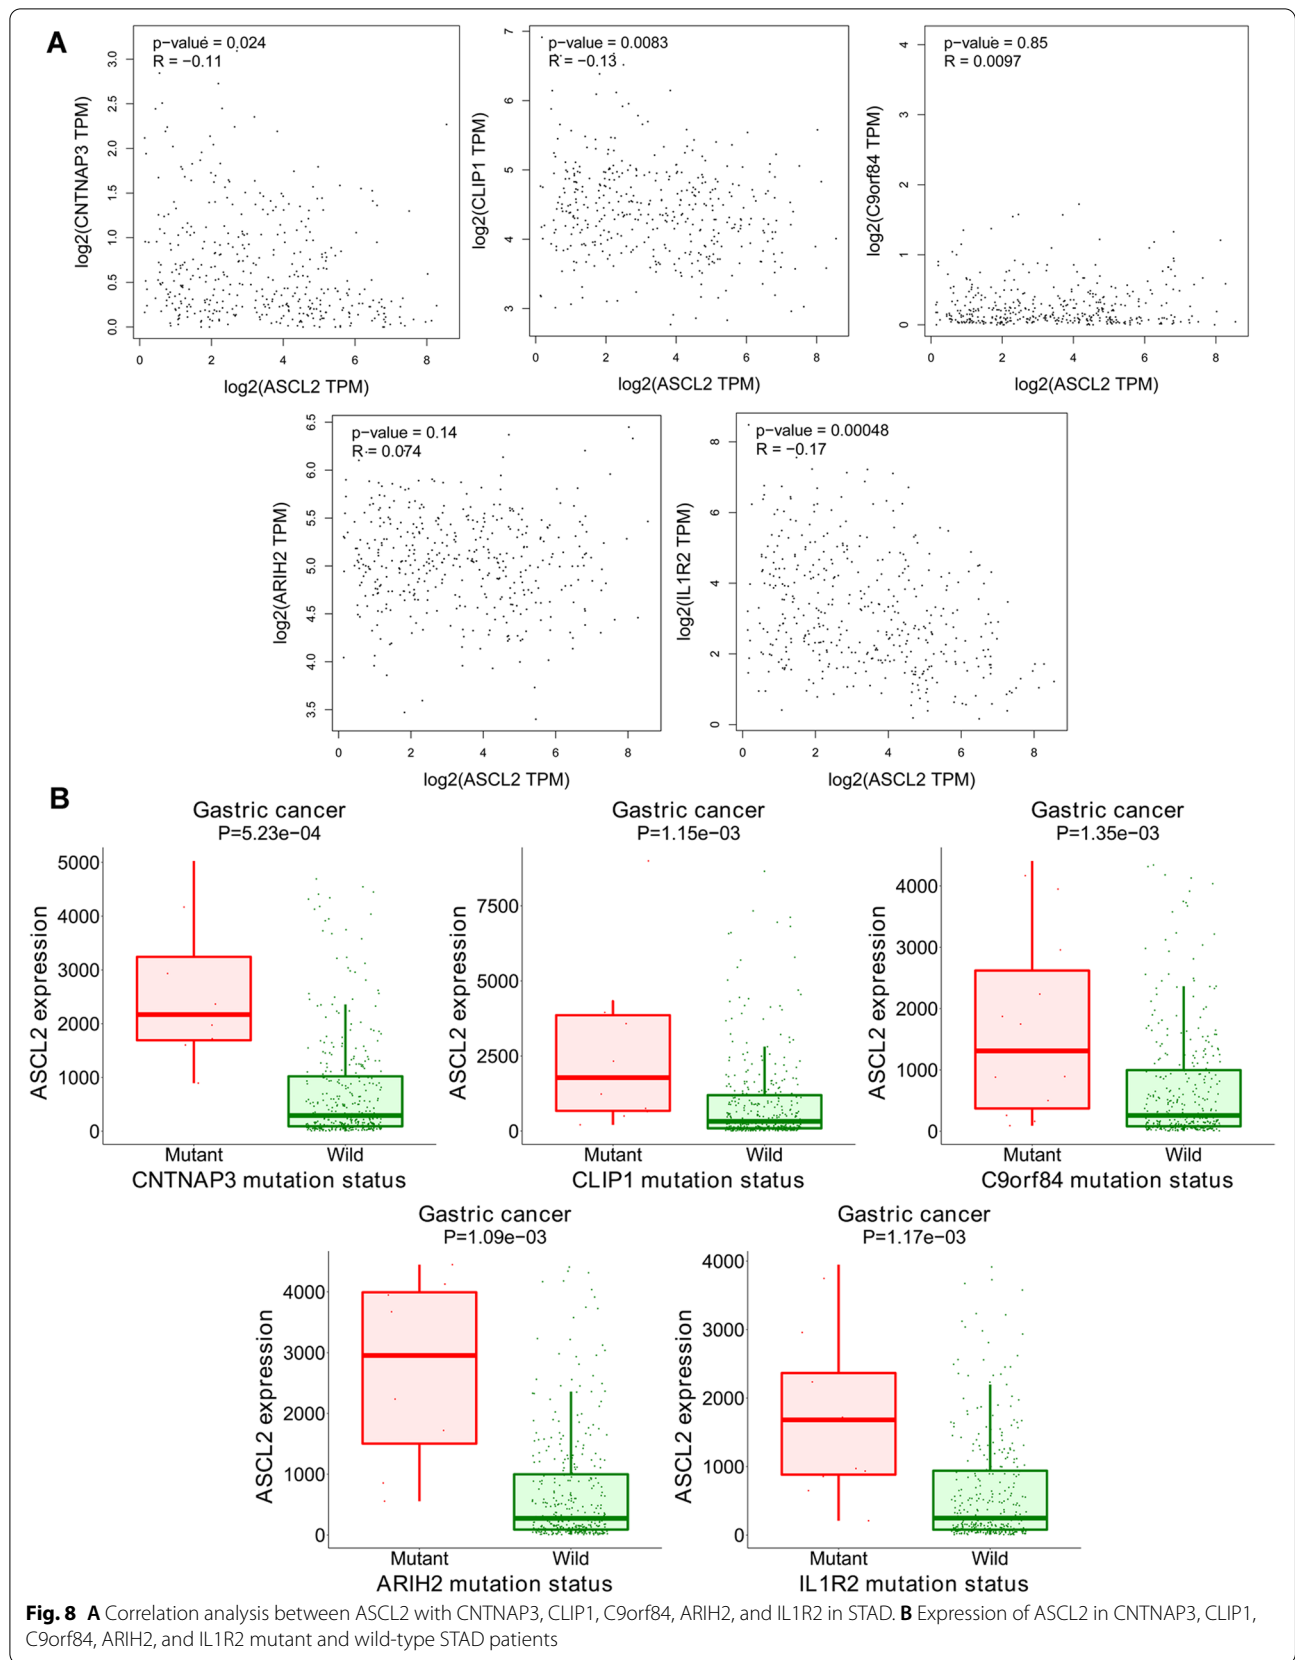 A
p−value = 0.024
R = −0.11
log2(CNTNAP3 TPM)
0.0 0.5 1.0 1.5 2.0 2.5 3.0
0 2 4 6 8
log2(ASCL2 TPM)
p−value = 0.0083
R = −0.13
log2(CLIP1 TPM)
3 4 5 6 7
0 2 4 6 8
log2(ASCL2 TPM)
p−value = 0.85
R = 0.0097
log2(C9orf84 TPM)
0 1 2 3 4
0 2 4 6 8
log2(ASCL2 TPM)
p−value = 0.14
R = 0.074
log2(ARIH2 TPM)
3.5 4.0 4.5 5.0 5.5 6.0 6.5
0 2 4 6 8
log2(ASCL2 TPM)
p−value = 0.00048
R = −0.17
log2(IL1R2 TPM)
0 2 4 6 8
0 2 4 6 8
log2(ASCL2 TPM)
B
Gastric cancer
P=5.23e−04
ASCL2 expression
5000
4000
3000
2000
1000
0
Mutant Wild
CNTNAP3 mutation status
Gastric cancer
P=1.15e−03
ASCL2 expression
7500
5000
2500
0
Mutant Wild
CLIP1 mutation status
Gastric cancer
P=1.35e−03
ASCL2 expression
4000
3000
2000
1000
0
Mutant Wild
C9orf84 mutation status
Gastric cancer
P=1.09e−03
ASCL2 expression
4000
3000
2000
1000
0
Mutant Wild
ARIH2 mutation status
Gastric cancer
P=1.17e−03
ASCL2 expression
4000
3000
2000
1000
0
Mutant Wild
IL1R2 mutation status
Fig. 8 A Correlation analysis between ASCL2 with CNTNAP3, CLIP1, C9orf84, ARIH2, and IL1R2 in STAD. B Expression of ASCL2 in CNTNAP3, CLIP1,
C9orf84, ARIH2, and IL1R2 mutant and wild-type STAD patients